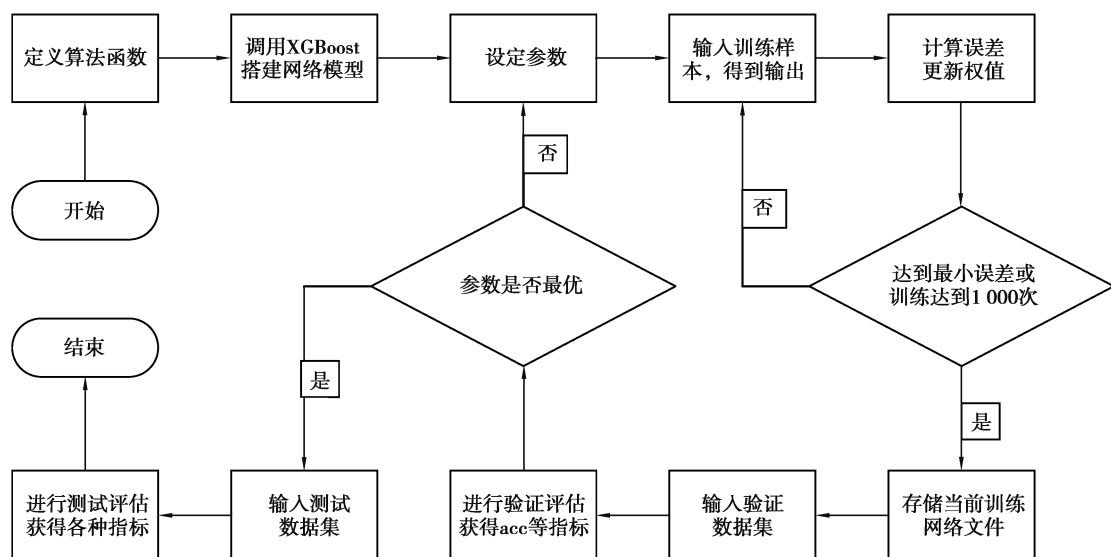 定义算法函数
调用XGBoost
搭建网络模型
设定参数
输入训练样
本，得到输出
计算误差
更新权值
否
否
开始
参数是否最优
达到最小误差或
训练达到1 000次
结束
是
是
进行测试评估
获得各种指标
输入测试
数据集
进行验证评估
获得acc等指标
输入验证
数据集
存储当前训练
网络文件